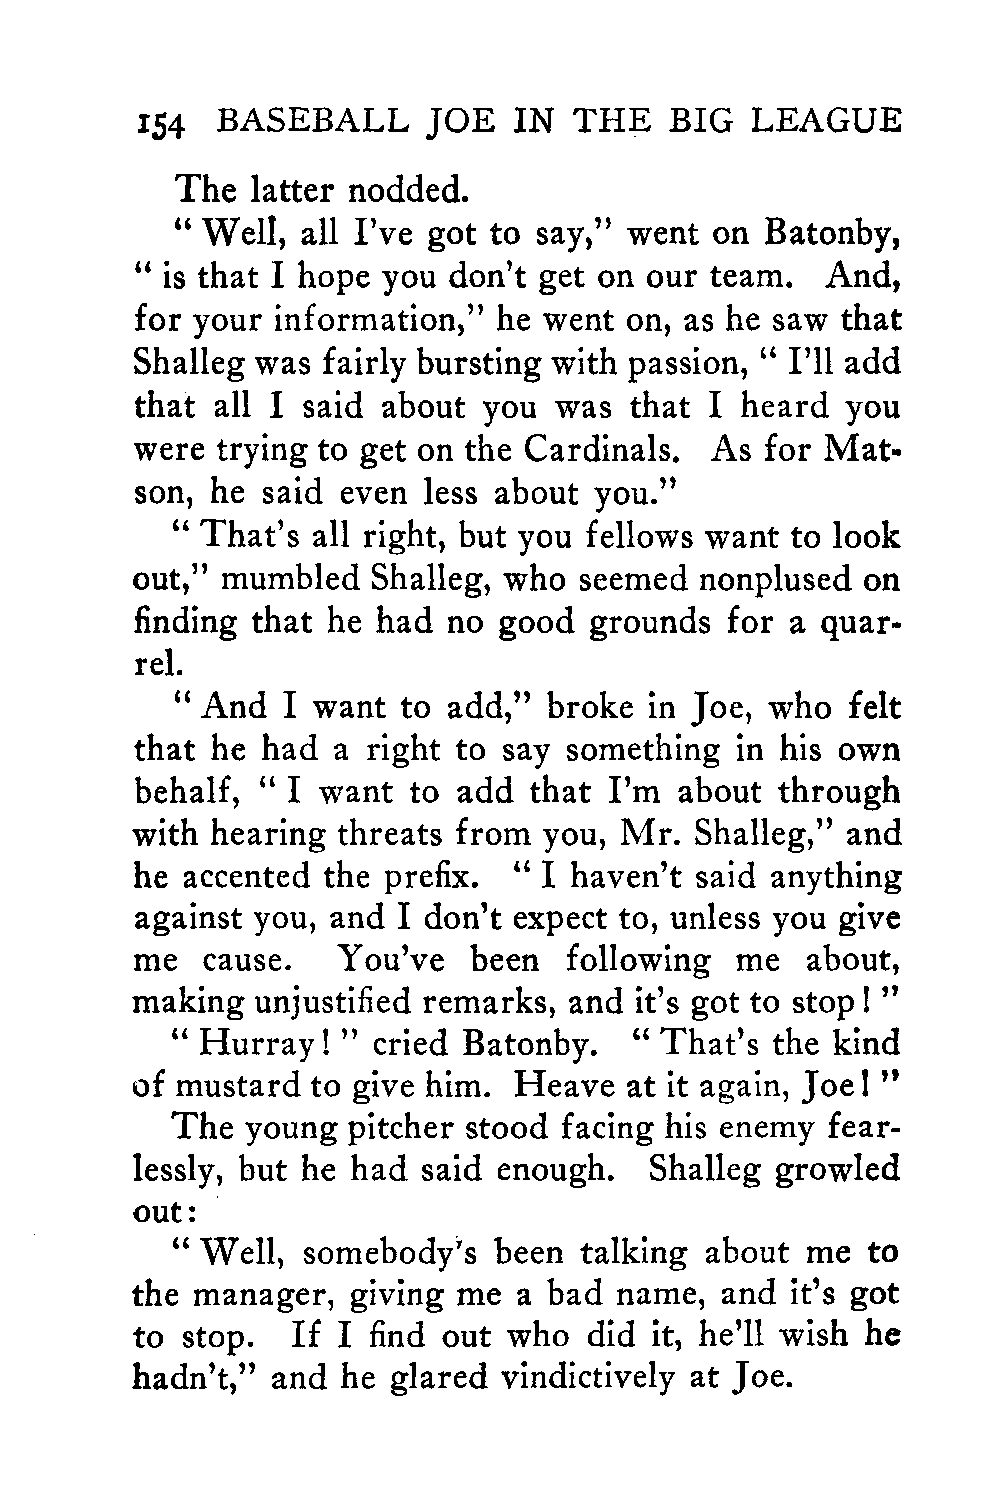 154 BASEBALL JOE IN THE BIG LEAGUE
The latter nodded.
“ Well, all I’ve got to say,” went on Batonby,
“ is that I hope you don’t get on our team. And,
for your information,” he went on, as he saw that
Shalleg was fairly bursting with passion, “ I’ll add
that all I said about you was that I heard you
were trying to get on the Cardinals. As for Mat-
son, he said even less about you.”
“ That’s all right, but you fellows want to look
out,” mumbled Shalleg, who seemed nonplused on
finding that he had no good grounds for a quar-
rel.
“ And I want to add,” broke in Joe, who felt
that he had a right to say something in his own
behalf, “ I want to add that I’m about through
with hearing threats from you, Mr. Shalleg,” and
he accented the prefix. “ I haven’t said anything
against you, and I don’t expect to, unless you give
me cause. You’ve been following me about,
making unjustified remarks, and it’s got to stop! ”
“ Hurray! ” cried Batonby. “ That’s the kind
of mustard to give him. Heave at it again, Joe! ”
The young pitcher stood facing his enemy fear-
lessly, but he had said enough. Shalleg growled
out:
“ Well, somebody’s been talking about me to
the manager, giving me a bad name, and it’s got
to stop. If I find out who did it, he’ll wish he
hadn’t,” and he glared vindictively at Joe.